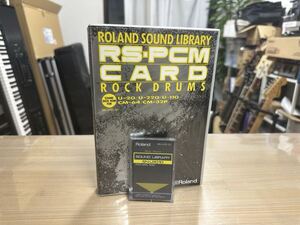 ROLAND SOUND LIBRARY
RS-PCM
CARD
ROCK DRUMS
U-20/U-220/U-110
CM-64/CM-32P
Roland
Roland
SOUND LIBRARY